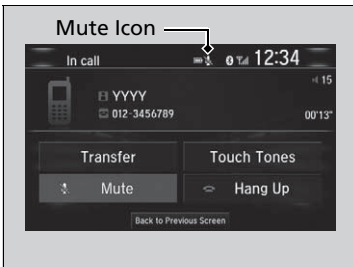 Mute Icon
In call
12:34
15
YYYY
012-3456789
00'13"
Transfer
Touch Tones
Mute
Hang Up
Back to Previous Screen